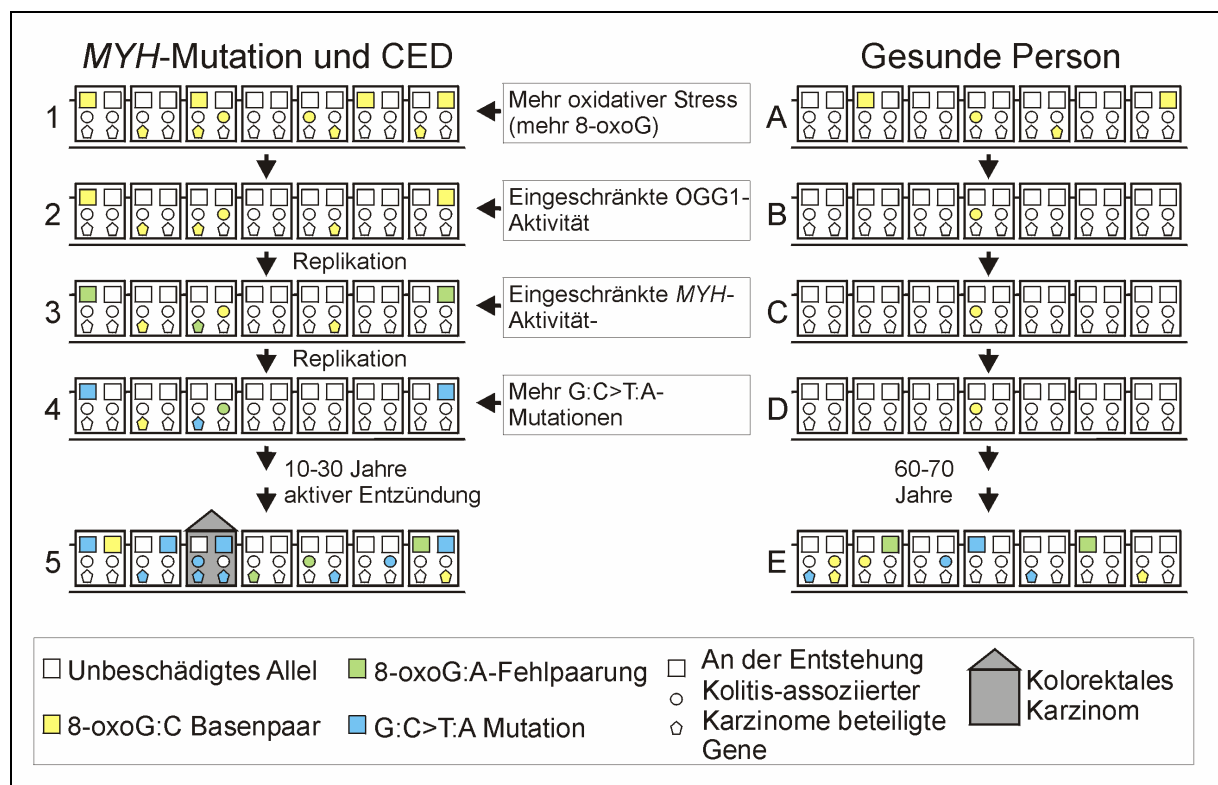 MYH-Mutation und CED
Gesunde Person
1
Mehr oxidativer Stress
(mehr 8-oxoG)
A
2
Eingeschränkte OGG1-
Aktivität
B
Replikation
3
Eingeschränkte MYH-
Aktivität-
C
Replikation
4
Mehr G:C>T:A-
Mutationen
D
10-30 Jahre
aktiver Entzündung
60-70
Jahre
5
E
Unbeschädigtes Allel
8-oxoG:C Basenpaar
8-oxoG:A-Fehlpaarung
G:C>T:A Mutation
An der Entstehung
Kolitis-assoziierter
Karzinome beteiligte
Gene
Kolorektales
Karzinom